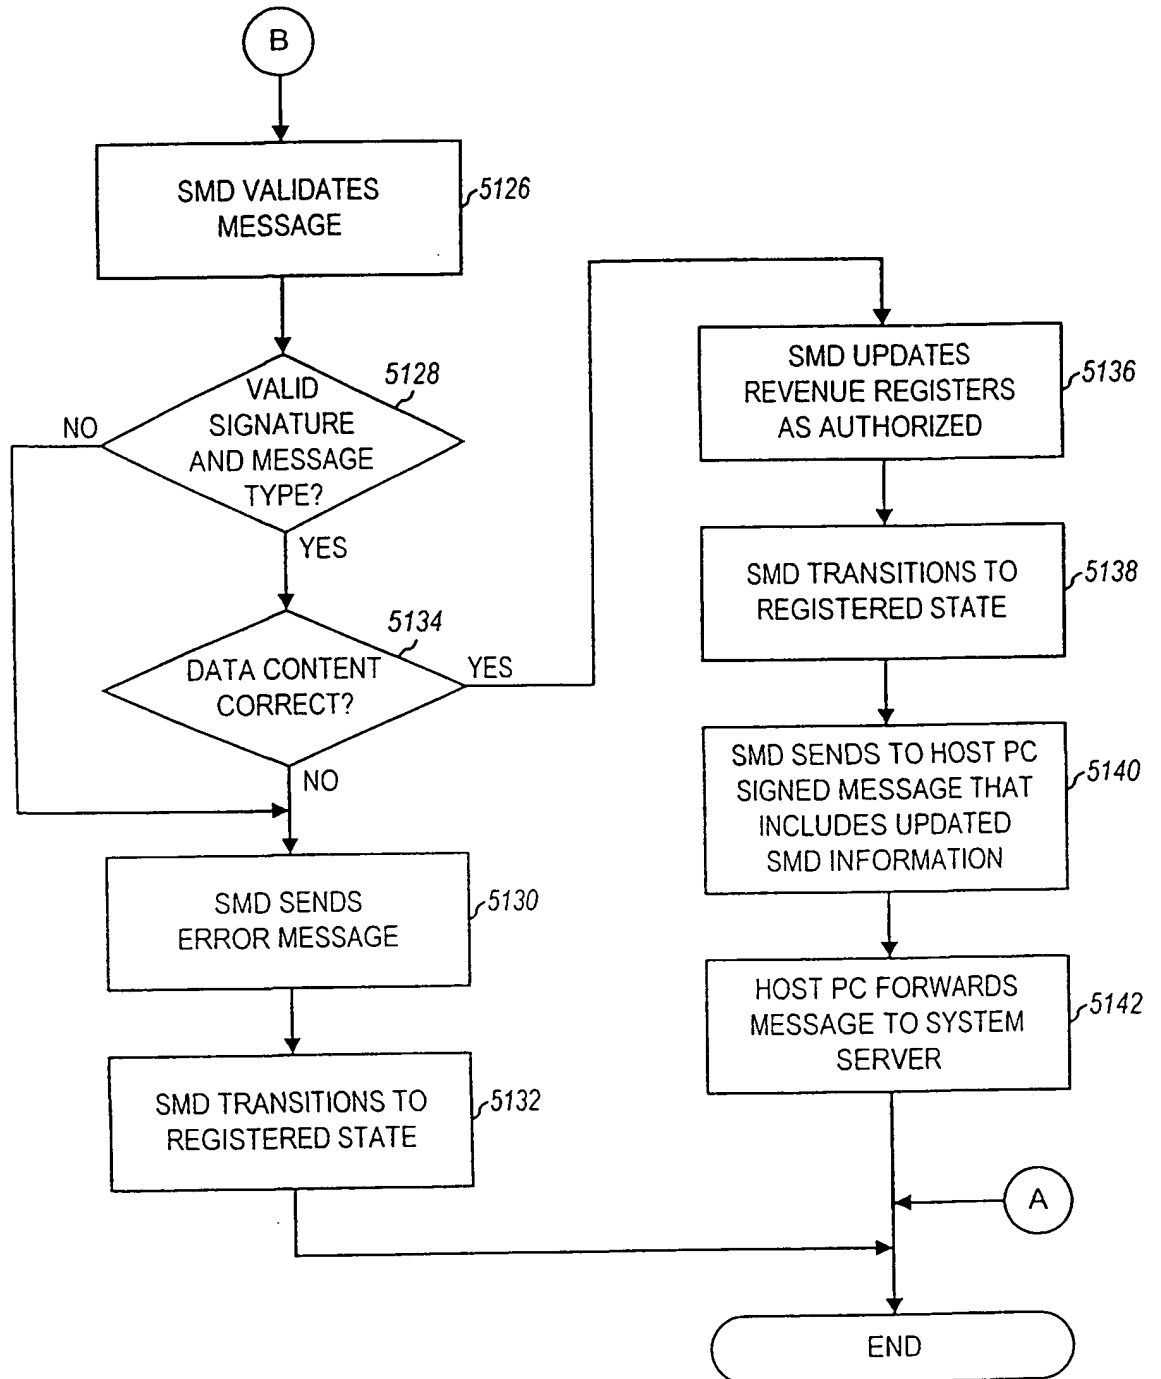 B
SMD VALIDATES
MESSAGE
5126
VALID
SIGNATURE
AND MESSAGE
TYPE?
5128
NO
YES
DATA CONTENT
CORRECT?
5134
YES
NO
SMD SENDS
ERROR MESSAGE
5130
SMD TRANSITIONS TO
REGISTERED STATE
5132
SMD UPDATES
REVENUE REGISTERS
AS AUTHORIZED
5136
SMD TRANSITIONS TO
REGISTERED STATE
5138
SMD SENDS TO HOST PC
SIGNED MESSAGE THAT
INCLUDES UPDATED
SMD INFORMATION
5140
HOST PC FORWARDS
MESSAGE TO SYSTEM
SERVER
5142
A
END